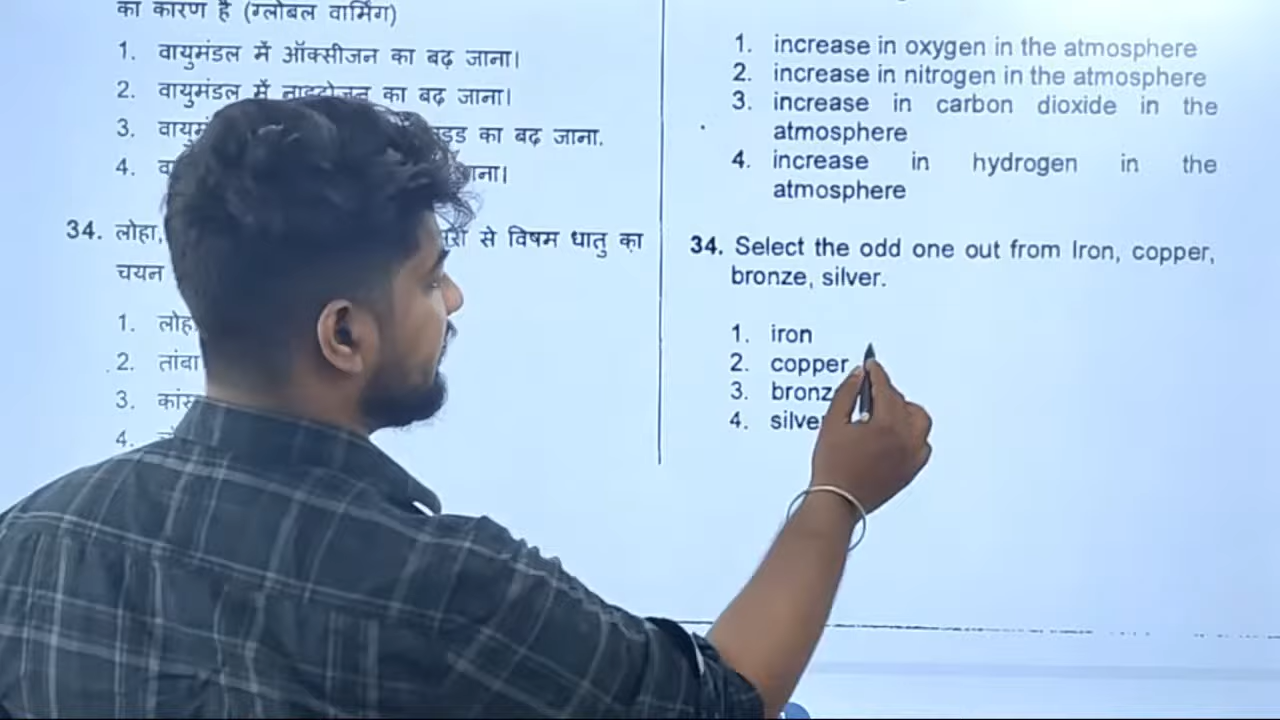 का कारण है (ग्लोबल वार्मिंग)
1. वायुमंडल में ऑक्सीजन का बढ़ जाना।
2. वायुमंडल में नाइट्रोजन का बढ़ जाना।
3. का बढ़ जाना.
4.
34. लोहा, से विषम धातु का
चयन
1.
2. तांबा
3.
4.
1. increase in oxygen in the atmosphere
2. increase in nitrogen in the atmosphere
3. increase in carbon dioxide in the
atmosphere
4. increase in hydrogen in the
atmosphere
34. Select the odd one out from Iron, copper,
bronze, silver.
1. iron
2. copper
3. bronze
4. silver